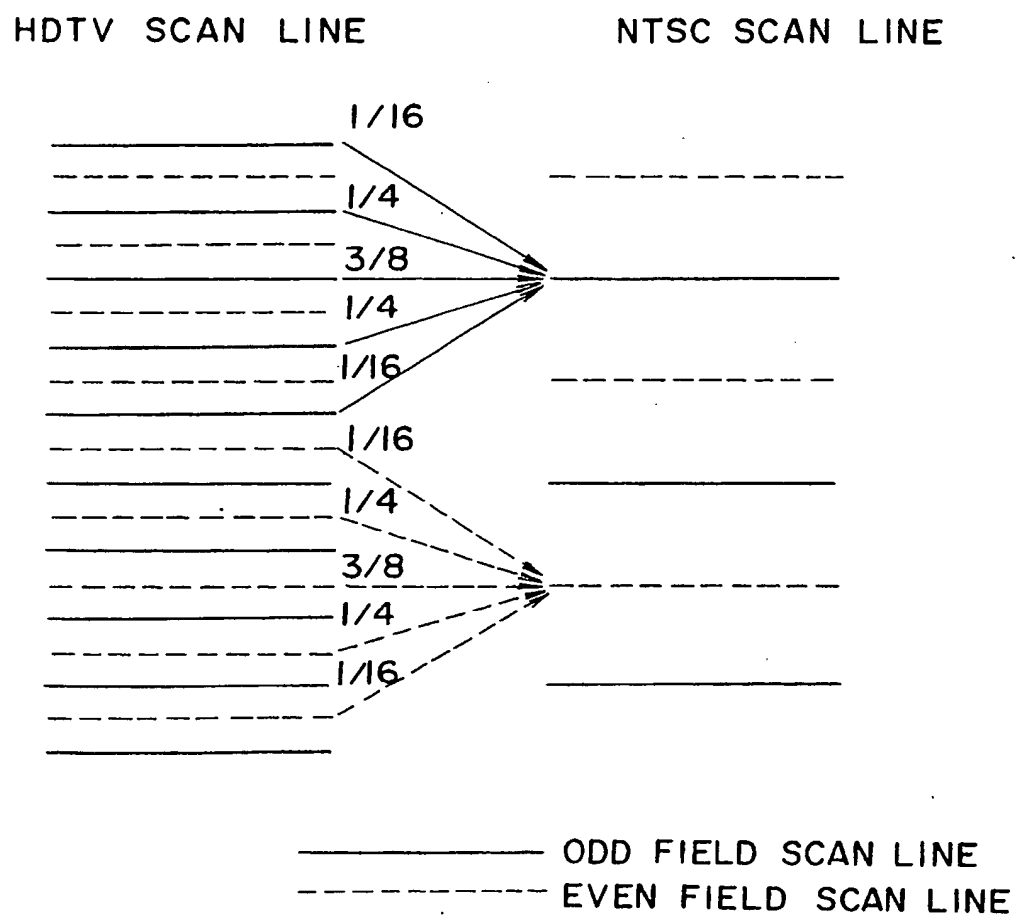 HDTV SCAN LINE
NTSC SCAN LINE
1/16
1/4
3/8
1/4
1/16
1/16
1/4
3/8
1/4
1/16
ODD FIELD SCAN LINE
EVEN FIELD SCAN LINE